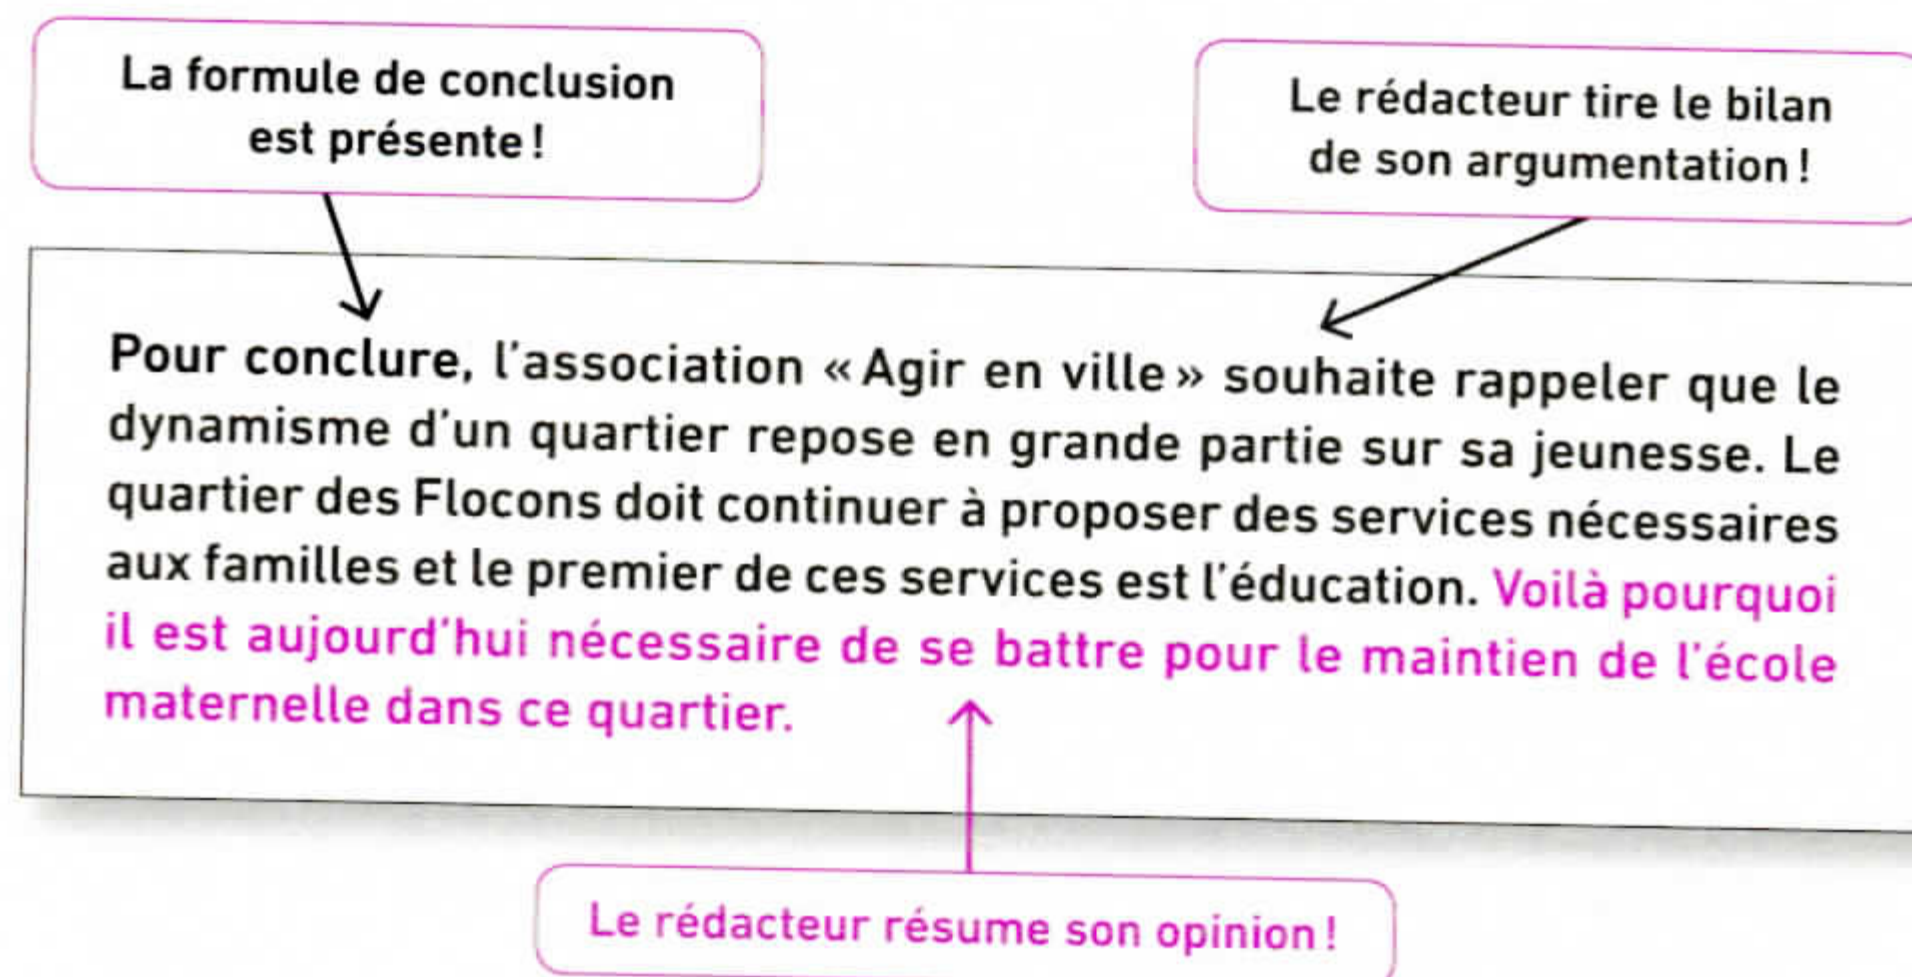 La formule de conclusion
est présente !
Le rédacteur tire le bilan
de son argumentation !
Pour conclure, l'association « Agir en ville » souhaite rappeler que le
dynamisme d'un quartier repose en grande partie sur sa jeunesse. Le
quartier des Flocons doit continuer à proposer des services nécessaires
aux familles et le premier de ces services est l'éducation. Voilà pourquoi
il est aujourd'hui nécessaire de se battre pour le maintien de l'école
maternelle dans ce quartier.
Le rédacteur résume son opinion !